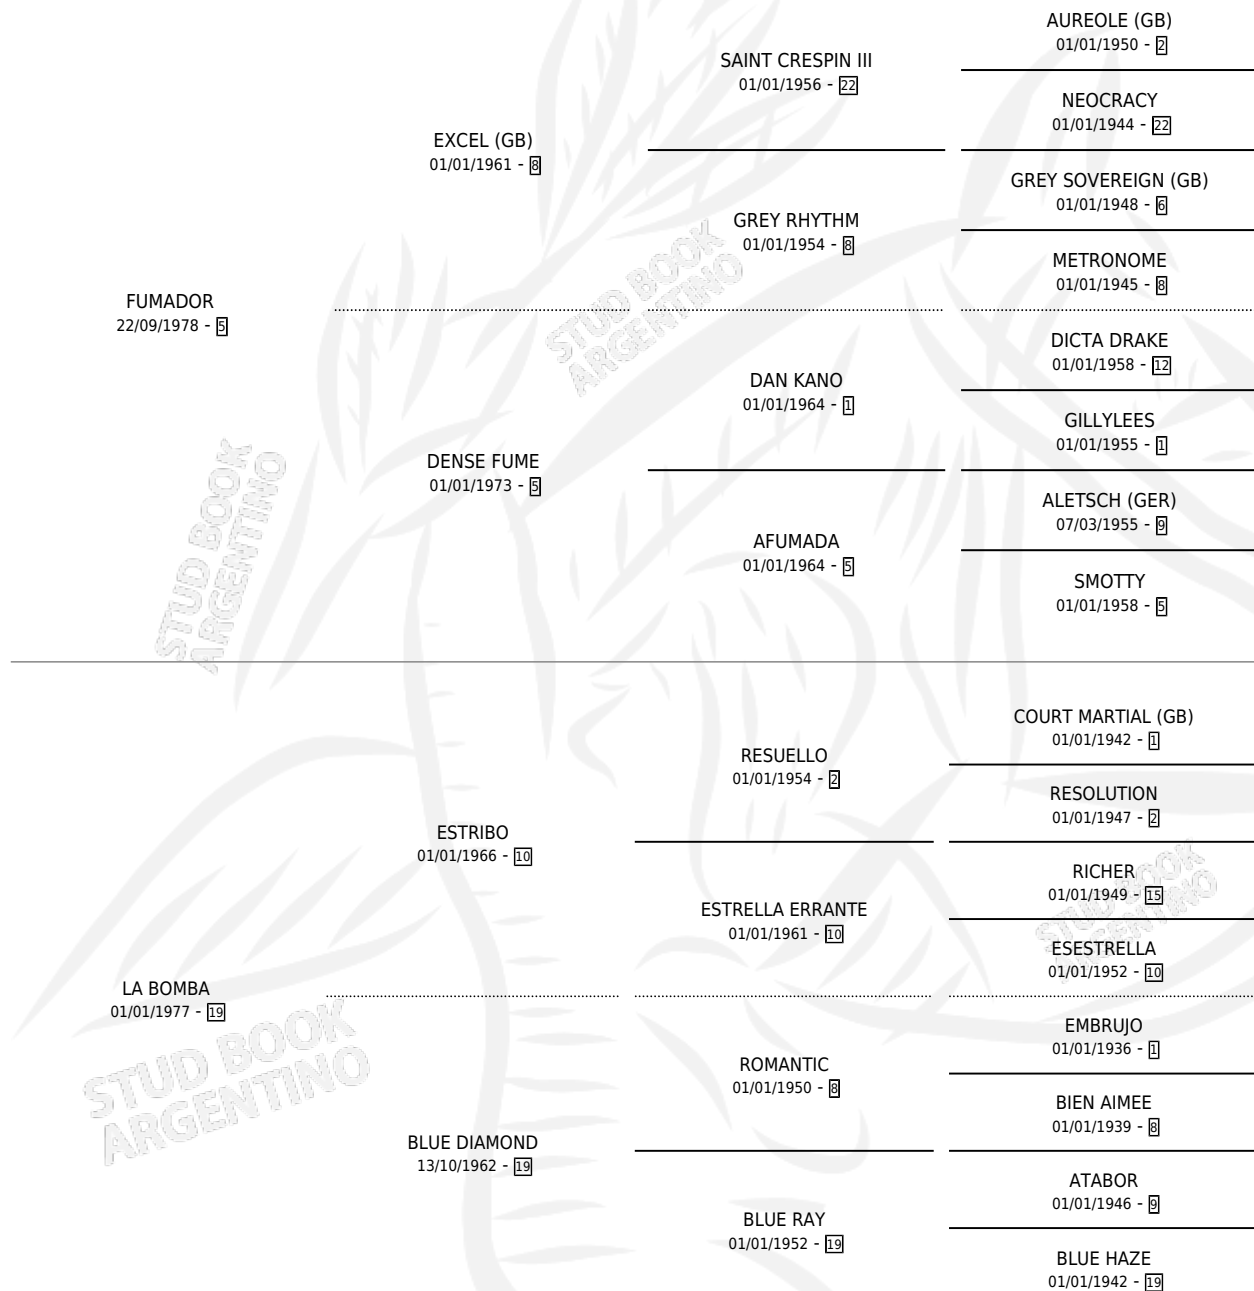 AUREOLE (GB)
01/01/1950 - 2
SAINT CRESPIN III
01/01/1956 - 22
NEOCRACY
01/01/1944 - 22
EXCEL (GB)
01/01/1961 - 8
GREY SOVEREIGN (GB)
01/01/1948 - 6
GREY RHYTHM
01/01/1954 - 8
METRONOME
01/01/1945 - 8
FUMADOR
22/09/1978 - 5
DICTA DRAKE
01/01/1958 - 12
DAN KANO
01/01/1964 - 1
GILLYLEES
01/01/1955 - 1
DENSE FUME
01/01/1973 - 5
ALETSCH (GER)
07/03/1955 - 9
AFUMADA
01/01/1964 - 5
SMOTTY
01/01/1958 - 5
COURT MARTIAL (GB)
01/01/1942 - 1
RESUELLO
01/01/1954 - 2
RESOLUTION
01/01/1947 - 2
ESTRIBO
01/01/1966 - 10
RICHER
01/01/1949 - 15
ESTRELLA ERRANTE
01/01/1961 - 10
ESESTRELLA
01/01/1952 - 10
LA BOMBA
01/01/1977 - 19
EMBRUJO
01/01/1936 - 1
ROMANTIC
01/01/1950 - 8
BIEN AIMEE
01/01/1939 - 8
BLUE DIAMOND
13/10/1962 - 19
ATABOR
01/01/1946 - 9
BLUE RAY
01/01/1952 - 19
BLUE HAZE
01/01/1942 - 19
STUD BOOK
ARGENTINO
STUD BOOK
ARGENTINO
STUD BOOK
ARGENTINO
STUD BOOK
ARGENTINO